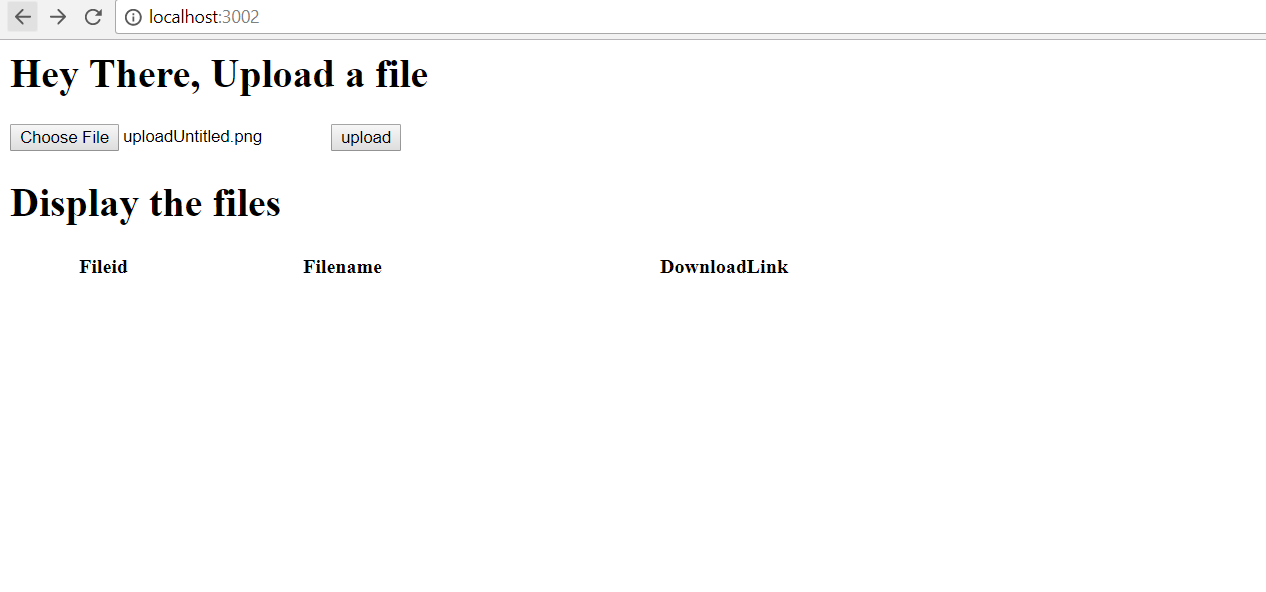 localhost:3002
Hey There, Upload a file
Choose File uploadUntitled.png upload
Display the files
Fileid Filename DownloadLink